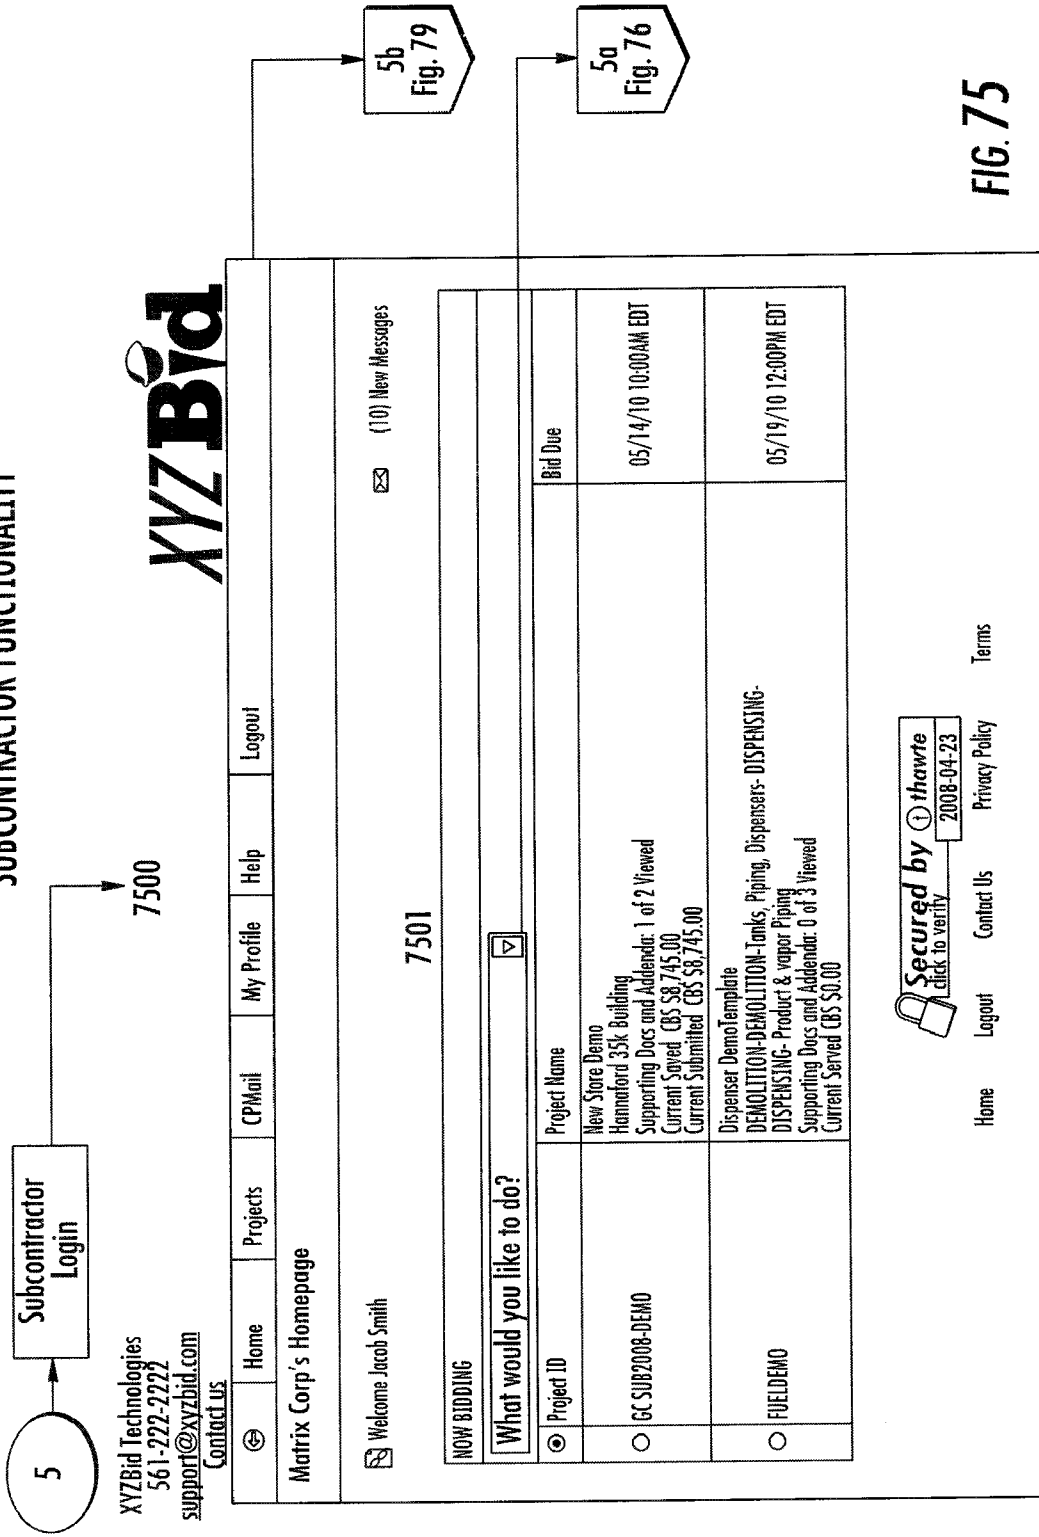 SUBCONTRACTOR FUNCTIONALITY
5
Subcontractor
Login
7500
XYZBid Technologies
561-222-2222
support@xyzbid.com
Contact us
XYZBid
Home Projects CPMail My Profile Help Logout
5b
Fig. 79
Matrix Corp's Homepage
Welcome Jacob Smith
(10) New Messages
7501
NOW BIDDING
What would you like to do?
5a
Fig. 76
Project ID Project Name Bid Due
GC SUB2008-DEMO
New Store Demo
Hannaford 35k Building
Supporting Docs and Addenda: 1 of 2 Viewed
Current Saved CBS $8,745.00
Current Submitted CBS $8,745.00
05/14/10 10:00AM EDT
FUELDEMO
Dispenser DemoTemplate
DEMOLITION-DEMOLITION-Tanks, Piping, Dispensers- DISPENSING-
DISPENSING- Product & vapor Piping
Supporting Docs and Addenda: 0 of 3 Viewed
Current Served CBS $0.00
05/19/10 12:00PM EDT
Secured by thawte
click to verify
2008-04-23
Home Logout Contact Us Privacy Policy Terms
FIG. 75